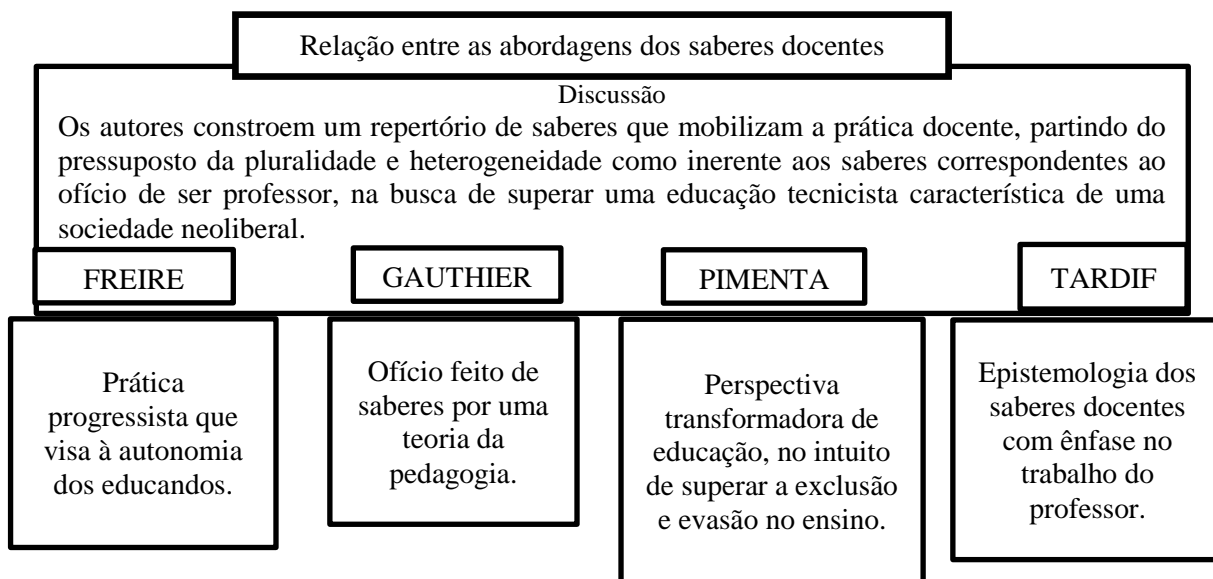 Relação entre as abordagens dos saberes docentes
Discussão
Os autores constroem um repertório de saberes que mobilizam a prática docente, partindo do
pressuposto da pluralidade e heterogeneidade como inerente aos saberes correspondentes ao
ofício de ser professor, na busca de superar uma educação tecnicista característica de uma
sociedade neoliberal.
FREIRE
GAUTHIER
PIMENTA
TARDIF
Prática
progressista que
visa à autonomia
dos educandos.
Ofício feito de
saberes por uma
teoria da
pedagogia.
Perspectiva
transformadora de
educação, no intuito
de superar a exclusão
e evasão no ensino.
Epistemologia dos
saberes docentes
com ênfase no
trabalho do
professor.